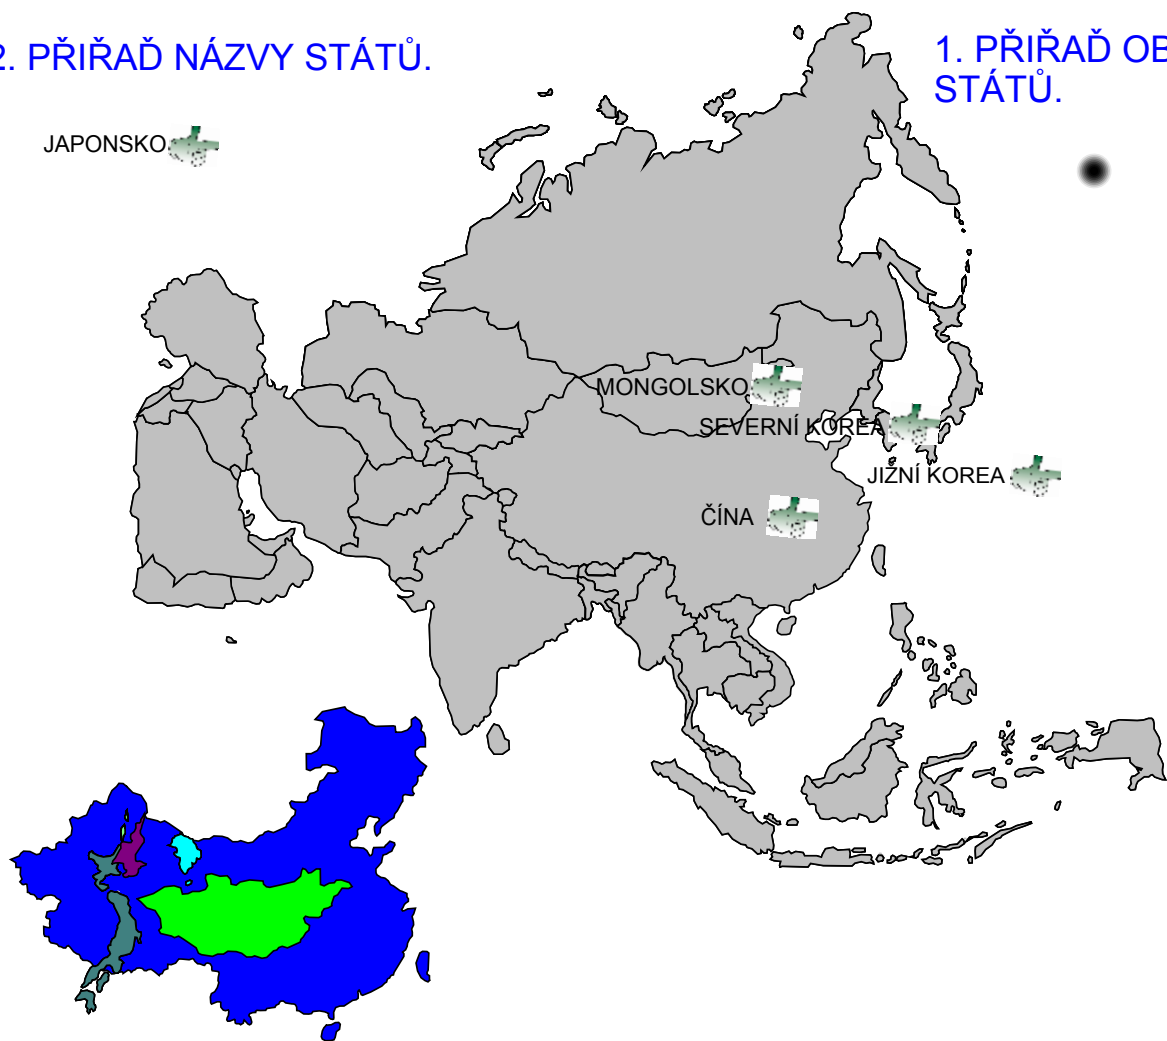 2. PŘIŘAĎ NÁZVY STÁTŮ.
1. PŘIŘAĎ OB
STÁTŮ.
JAPONSKO
MONGOLSKO
SEVERNÍ KOREA
JIŽNÍ KOREA
ČÍNA